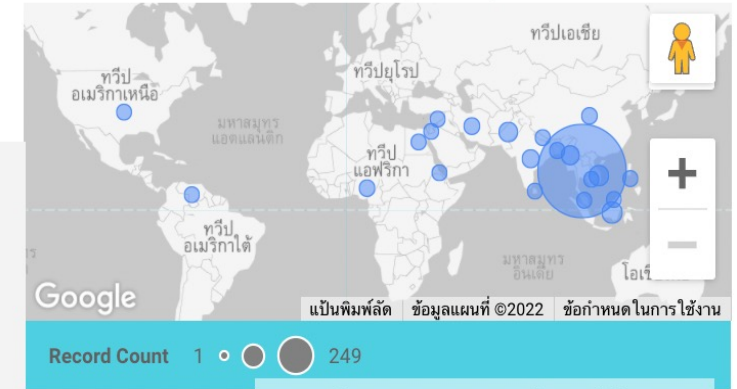 ทวีปเอเชีย
ทวีปยุโรป
ทวีป
อเมริกาเหนือ
มหาสมุทร
แอตแลนติก
ทวีป
แอฟริกา
ทวีป
อเมริกาใต้
มหาสมุทร
อินเดีย
Google
แป้นพิมพ์ลัด ข้อมูลแผนที่ ©2022 ข้อกำหนดในการใช้งาน
Record Count 1 249